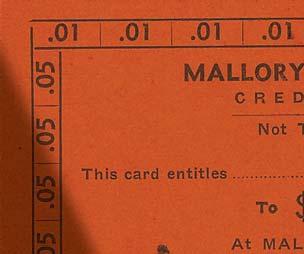 .01 .01 .01 .01
.05
.05
.05
.05
MALLORY
CRED
Not T
This card entitles
To $
At MAL